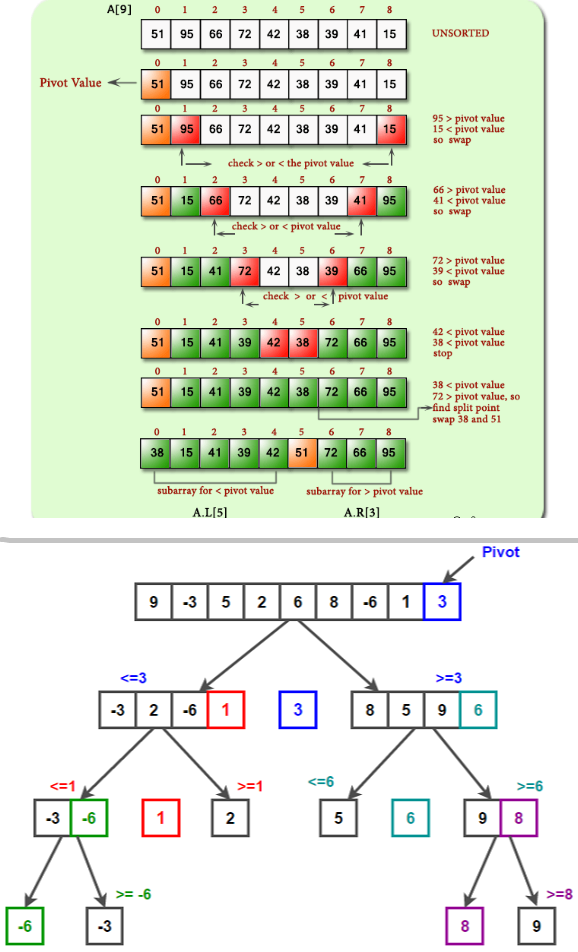 A[9]
0 1 2 3 4 5 6 7 8
51 95 66 72 42 38 39 41 15 UNSORTED
0 1 2 3 4 5 6 7 8
Pivot Value 51 95 66 72 42 38 39 41 15
0 1 2 3 4 5 6 7 8
51 95 66 72 42 38 39 41 15
95 > pivot value
15 < pivot value
so swap
check > or < the pivot value
0 1 2 3 4 5 6 7 8
51 15 66 72 42 38 39 41 95
66 > pivot value
41 < pivot value
so swap
check > or < pivot value
0 1 2 3 4 5 6 7 8
51 15 41 72 42 38 39 66 95
72 > pivot value
39 < pivot value
so swap
check > or < pivot value
0 1 2 3 4 5 6 7 8
51 15 41 39 42 38 72 66 95
42 < pivot value
38 < pivot value
stop
0 1 2 3 4 5 6 7 8
51 15 41 39 42 38 72 66 95
38 < pivot value
72 > pivot value, so
find split point
swap 38 and 51
0 1 2 3 4 5 6 7 8
38 15 41 39 42 51 72 66 95
subarray for < pivot value subarray for > pivot value
A.L[5] A.R[3]
Pivot
9 -3 5 2 6 8 -6 1 3
<=3 >=3
-3 2 -6 1 3 8 5 9 6
<=1 >=1 <=6 >=6
-3 -6 1 2 5 6 9 8
>= -6 >=8
-6 -3 8 9